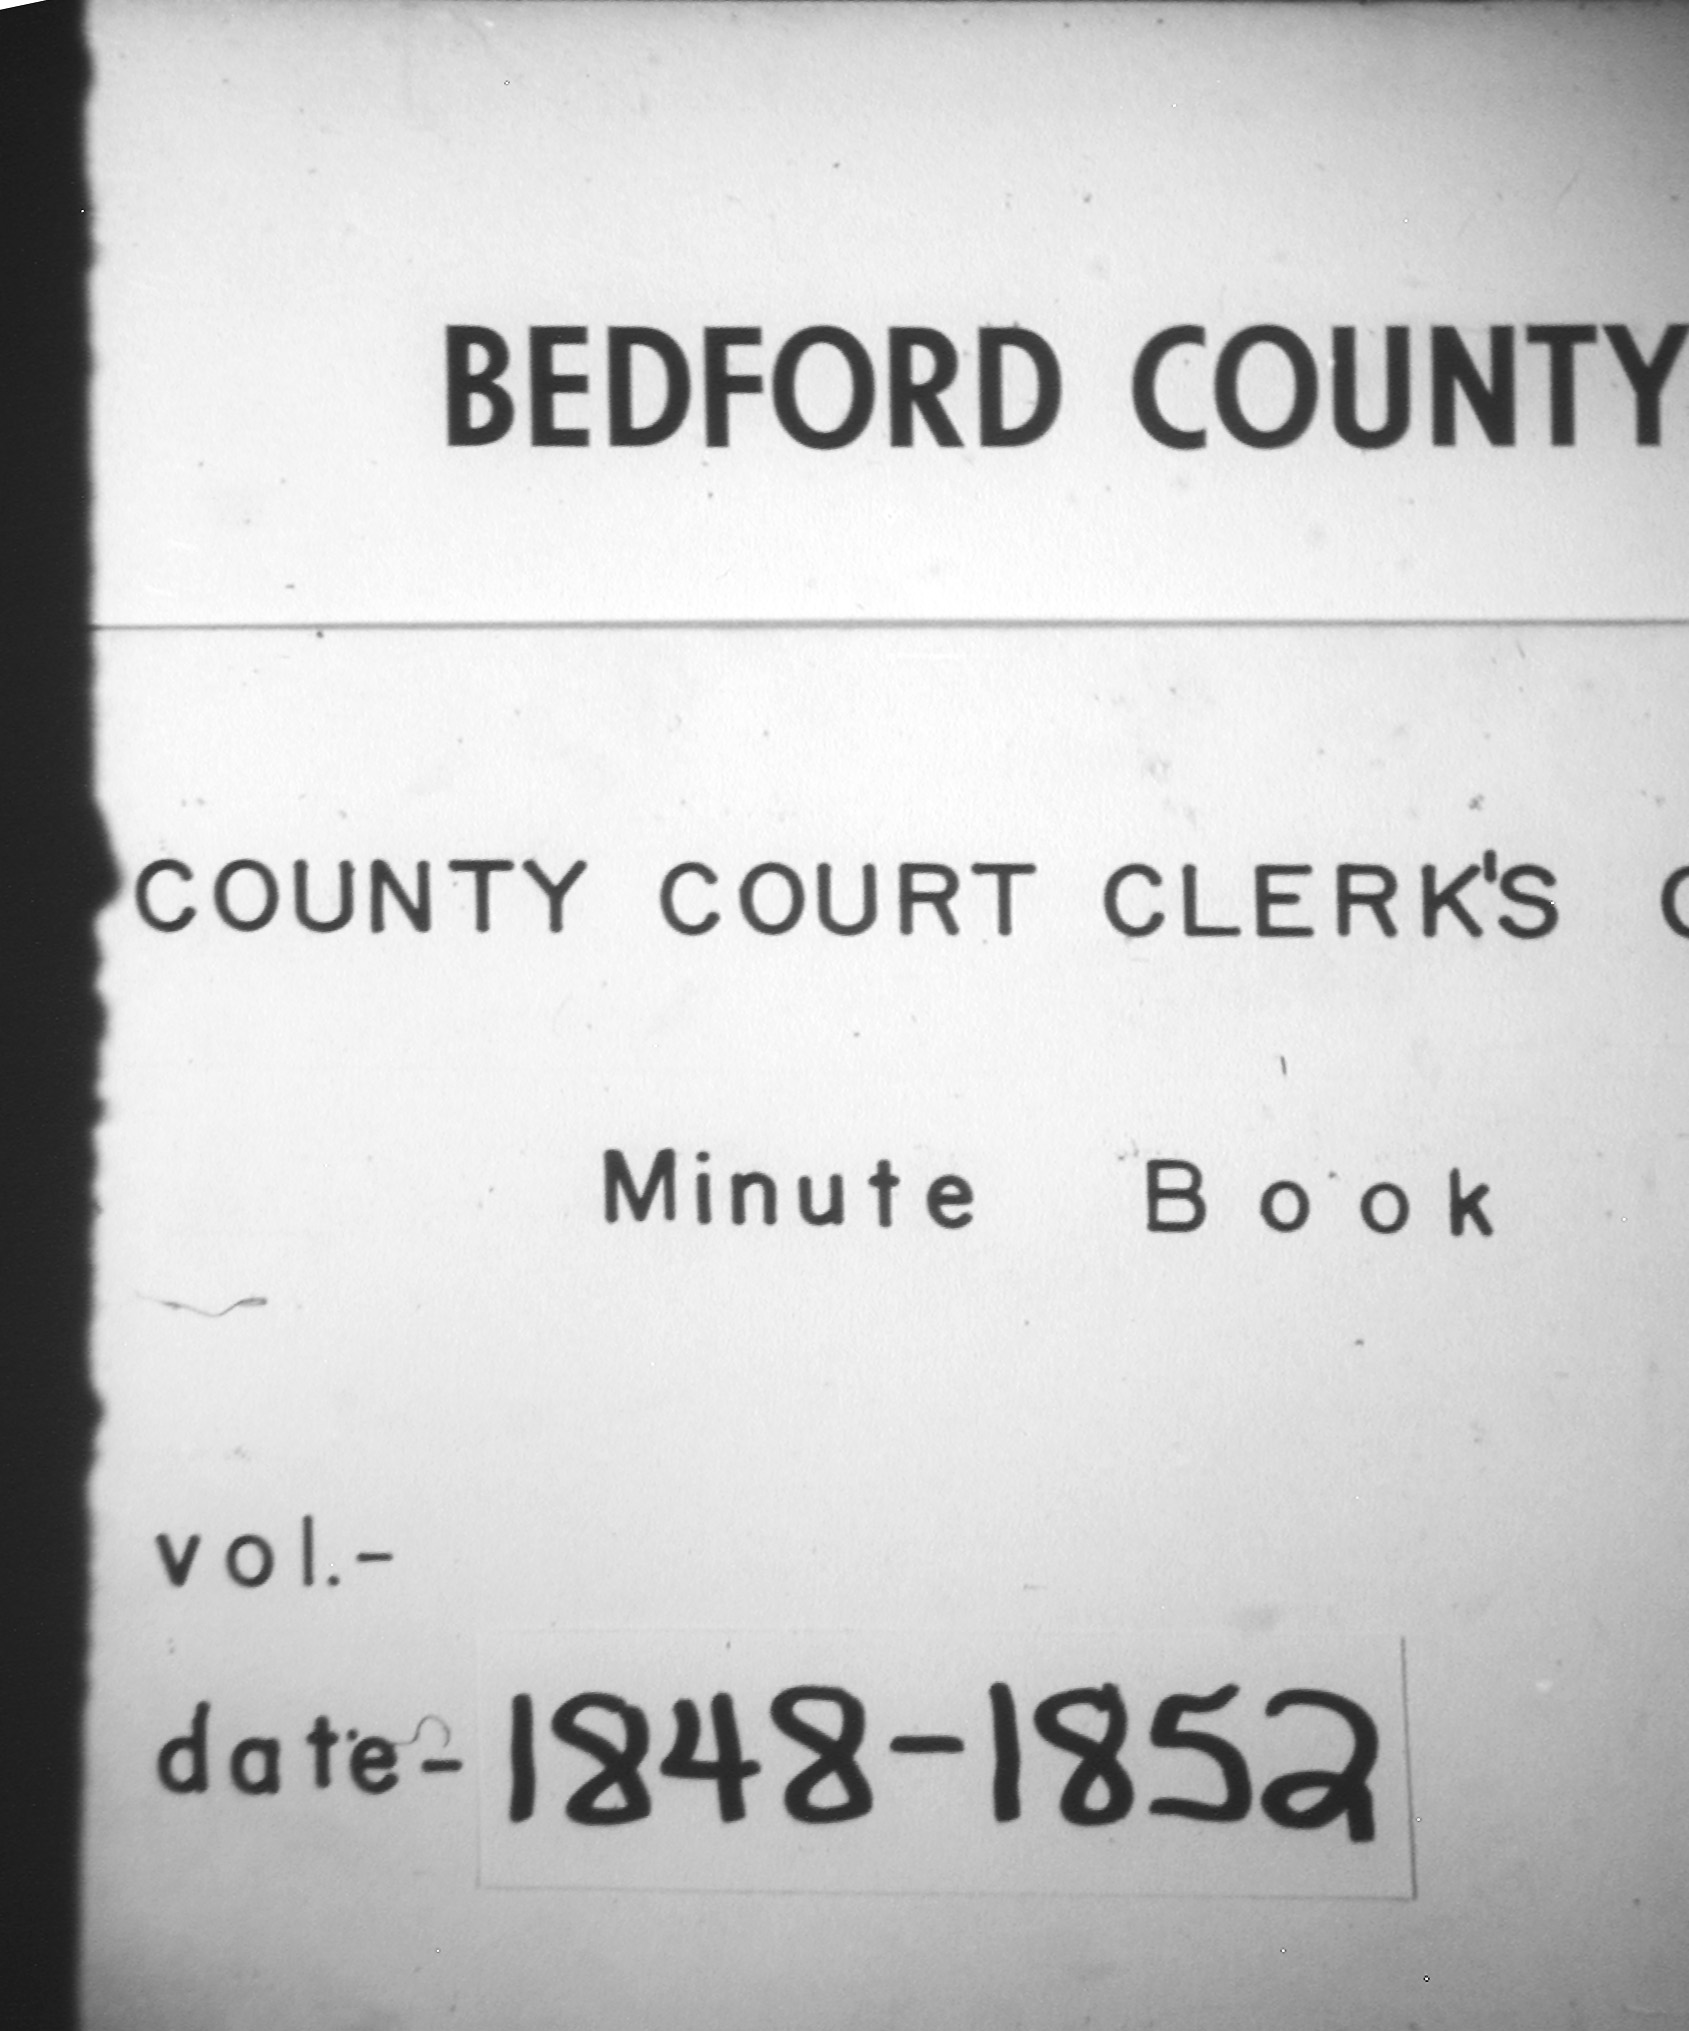 BEDFORD COUNTY
COUNTY COURT CLERK'S
Minute Book
vol.-
date- 1848-1852